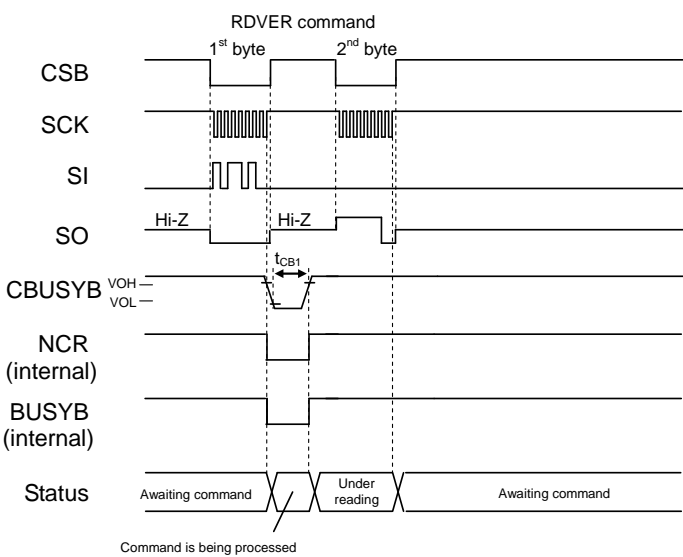 RDVER command
1st byte
2nd byte
CSB
SCK
SI
SO
Hi-Z
Hi-Z
tCB1
CBUSYB
VOH
VOL
NCR
(internal)
BUSYB
(internal)
Status
Awaiting command
Under
reading
Awaiting command
Command is being processed